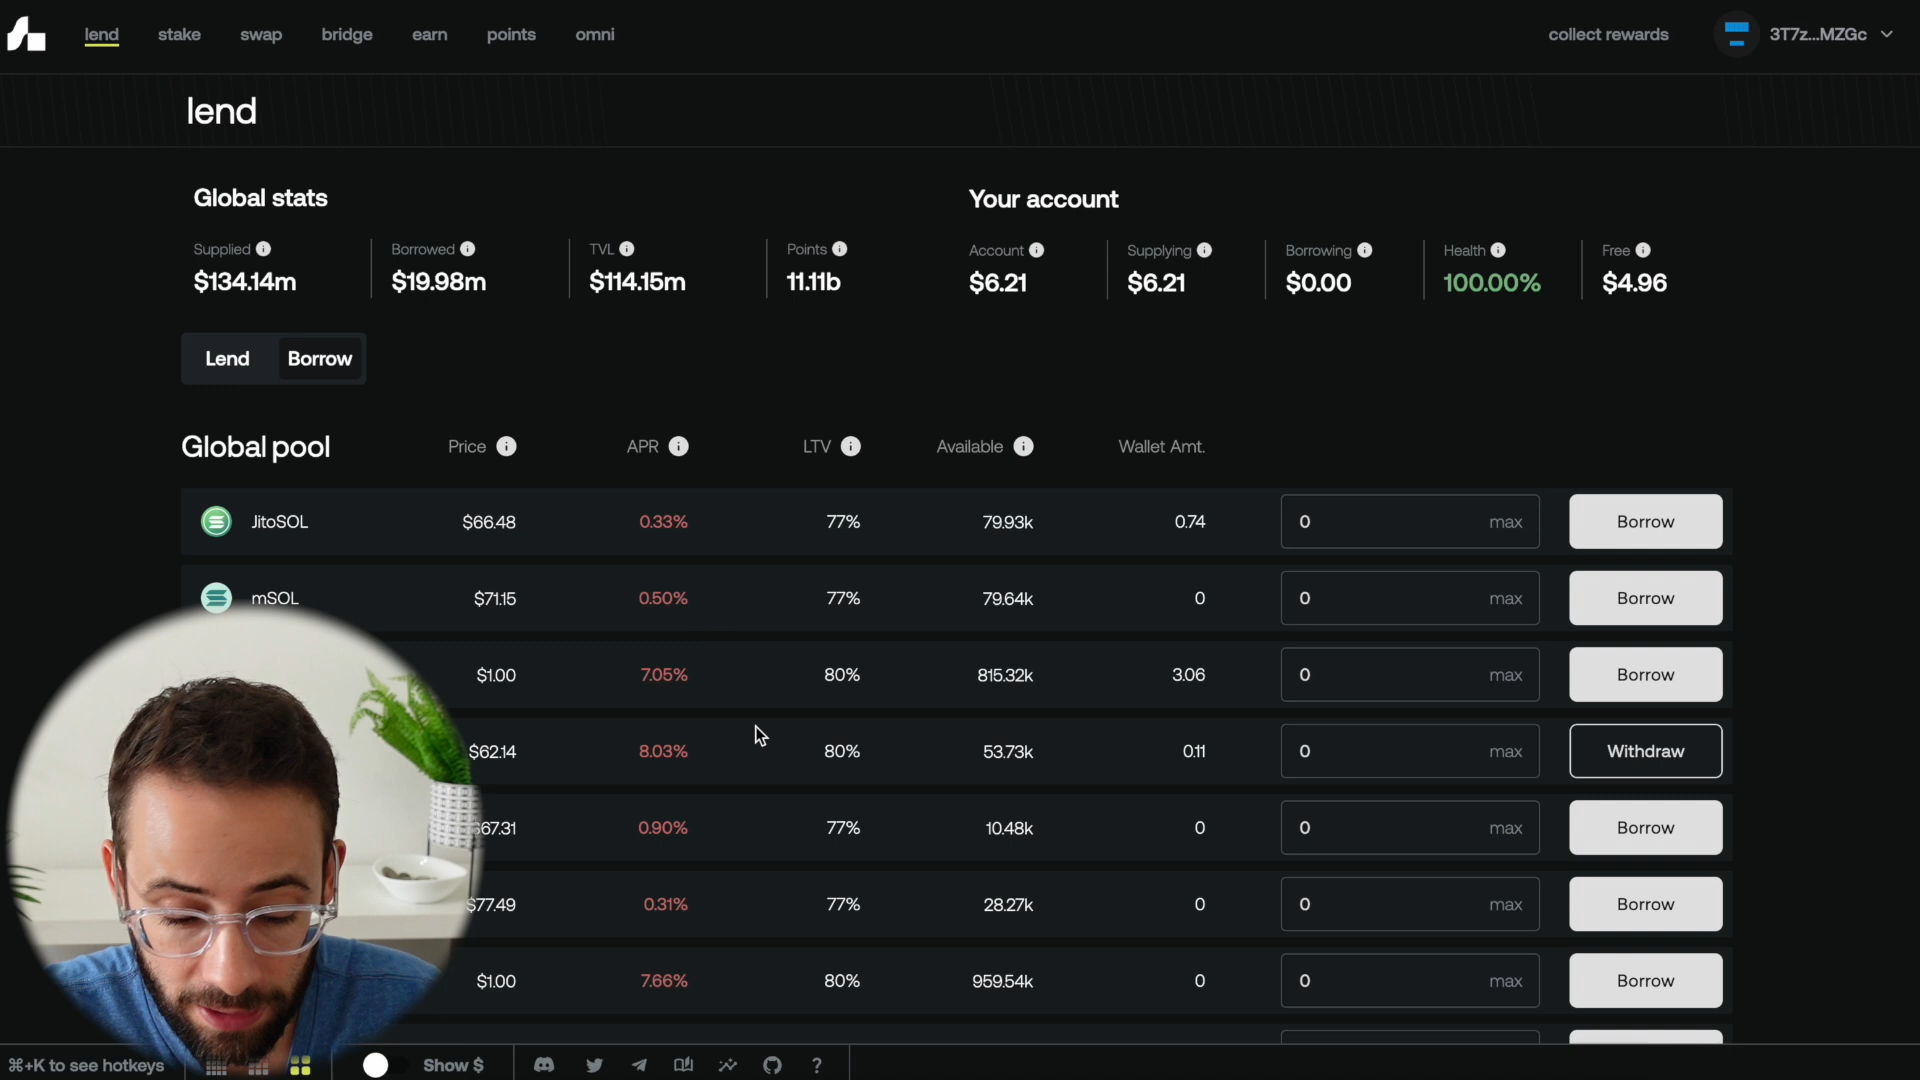 lend stake swap bridge earn points omni collect rewards 3T7z...MZGc
lend
Global stats Your account
Supplied Borrowed TVL Points Account Supplying Borrowing Health Free
$134.14m $19.98m $114.15m 11.11b $6.21 $6.21 $0.00 100.00% $4.96
Lend Borrow
Global pool Price APR LTV Available Wallet Amt.
JitoSOL $66.48 0.33% 77% 79.93k 0.74 0 max Borrow
mSOL $71.15 0.50% 77% 79.64k 0 0 max Borrow
$1.00 7.05% 80% 815.32k 3.06 0 max Borrow
$62.14 8.03% 80% 53.73k 0.11 0 max Withdraw
$67.31 0.90% 77% 10.48k 0 0 max Borrow
$77.49 0.31% 77% 28.27k 0 0 max Borrow
$1.00 7.66% 80% 959.54k 0 0 max Borrow
⌘+K to see hotkeys Show $ ?